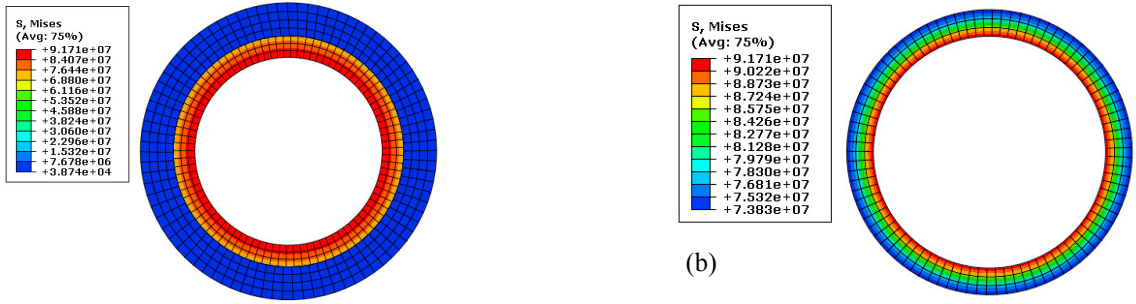 S, Mises
(Avg: 75%)
+9.171e+07
+8.407e+07
+7.644e+07
+6.880e+07
+6.116e+07
+5.352e+07
+4.588e+07
+3.824e+07
+3.060e+07
+2.296e+07
+1.532e+07
+7.678e+06
+3.874e+04
S, Mises
(Avg: 75%)
+9.171e+07
+9.022e+07
+8.873e+07
+8.724e+07
+8.575e+07
+8.426e+07
+8.277e+07
+8.128e+07
+7.979e+07
+7.830e+07
+7.681e+07
+7.532e+07
+7.383e+07
(b)